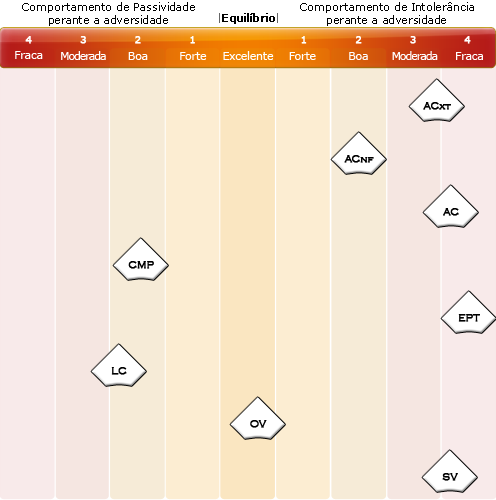 Comportamento de Passividade
perante a adversidade
|Equilíbrio|
Comportamento de Intolerância
perante a adversidade
4 3 2 1 1 2 3 4
Fraca Moderada Boa Forte Excelente Forte Boa Moderada Fraca
ACXT
ACNF
AC
CMP
EPT
LC
OV
SV